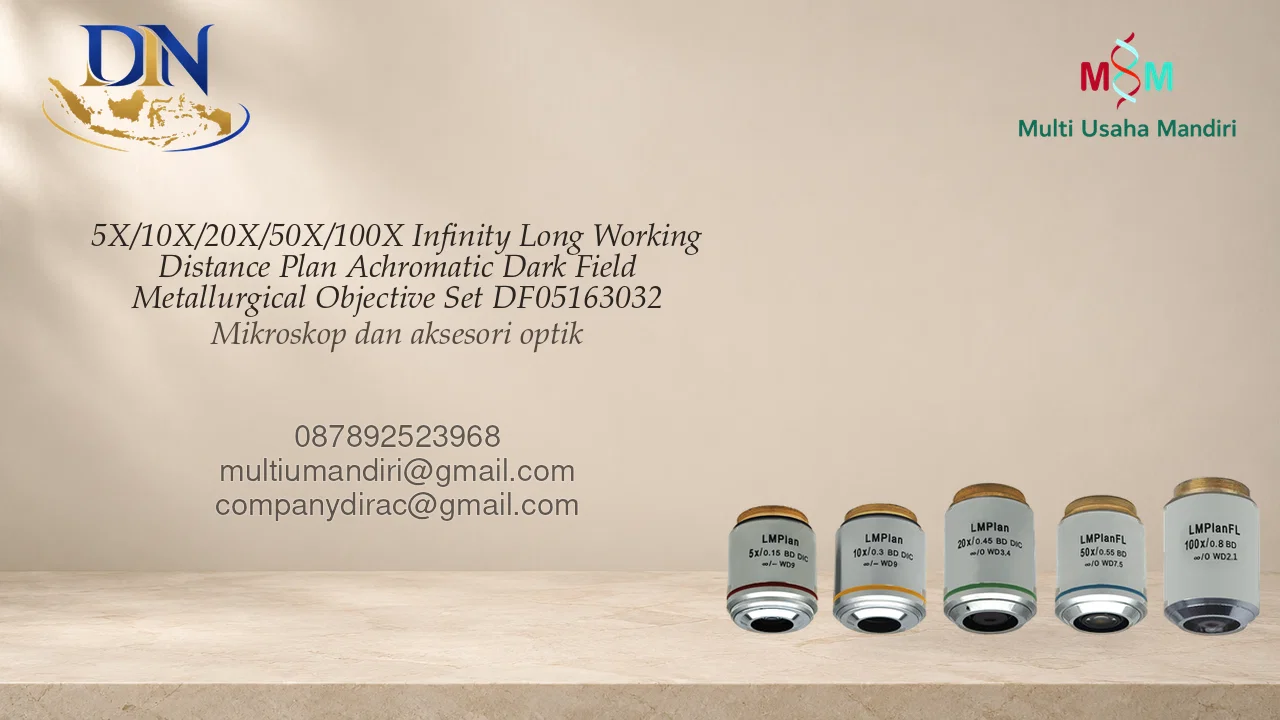 DIN
M M
Multi Usaha Mandiri
5X/10X/20X/50X/100X Infinity Long Working
Distance Plan Achromatic Dark Field
Metallurgical Objective Set DF05163032
Mikroskop dan aksesori optik
087892523968
multiumandiri@gmail.com
companydirac@gmail.com
LMPlan
5x/0.15 BD DIC
∞/– WD9
LMPlan
10x/0.3 BD DIC
∞/– WD9
LMPlan
20x/0.45 BD DIC
∞/0 WD3.4
LMPlanFL
50x/0.55 BD
∞/0 WD7.5
LMPlanFL
100x/0.8 BD
∞/0 WD2.1